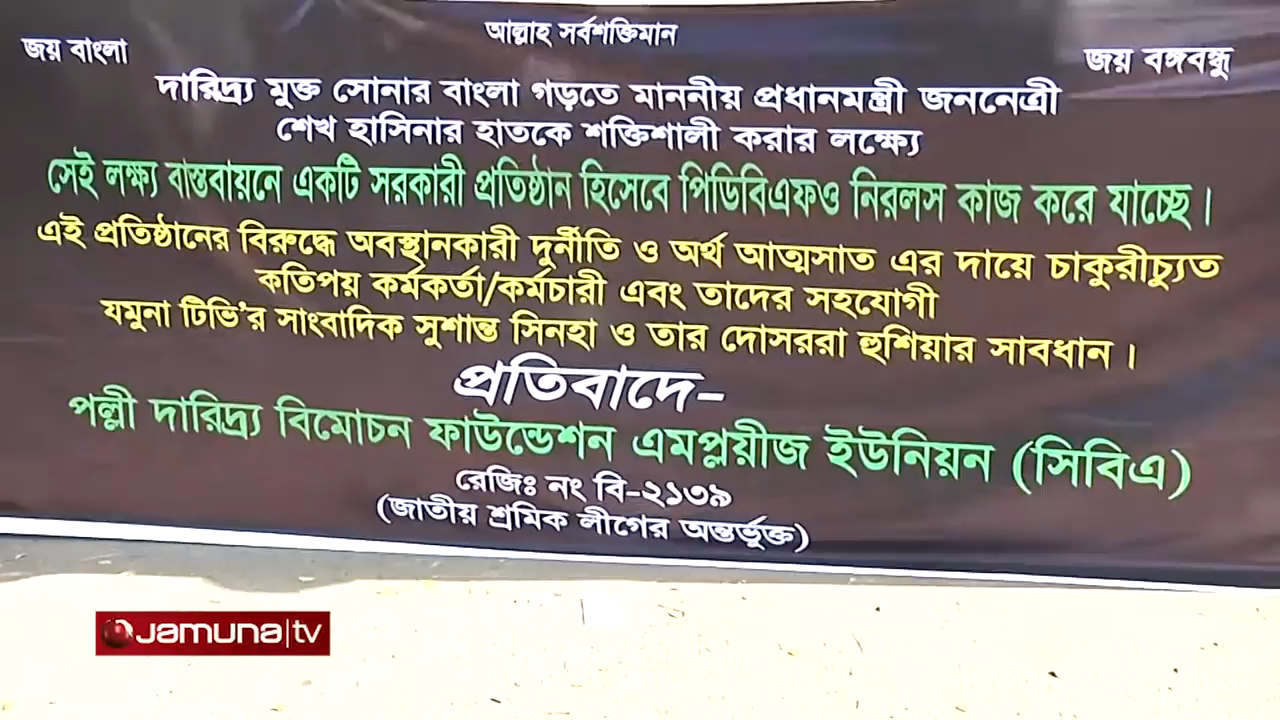 আল্লাহ সর্বশক্তিমান
জয় বাংলা
জয় বঙ্গবন্ধু
দারিদ্র্য মুক্ত সোনার বাংলা গড়তে মাননীয় প্রধানমন্ত্রী জননেত্রী
শেখ হাসিনার হাতকে শক্তিশালী করার লক্ষ্যে
সেই লক্ষ্য বাস্তবায়নে একটি সরকারী প্রতিষ্ঠান হিসেবে পিডিবিএফও নিরলস কাজ করে যাচ্ছে।
এই প্রতিষ্ঠানের বিরুদ্ধে অবস্থানকারী দুর্নীতি ও অর্থ আত্মসাত এর দায়ে চাকুরীচ্যুত
কতিপয় কর্মকর্তা/কর্মচারী এবং তাদের সহযোগী
যমুনা টিভি'র সাংবাদিক সুশান্ত সিনহা ও তার দোসররা হুশিয়ার সাবধান।
প্রতিবাদে-
পল্লী দারিদ্র্য বিমোচন ফাউন্ডেশন এমপ্লয়ীজ ইউনিয়ন (সিবিএ)
রেজিঃ নং বি-২১৩৯
(জাতীয় শ্রমিক লীগের অন্তর্ভুক্ত)
Jamuna|tv